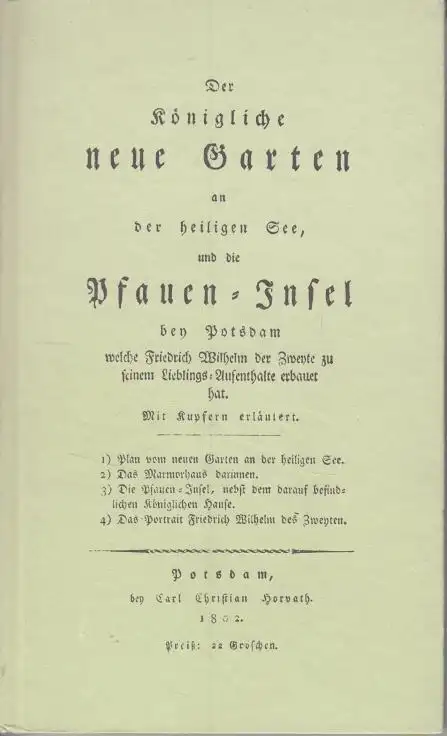 Der
Königliche
neue Garten
an
der heiligen See,
und die
Pfauen-Insel
bey Potsdam
welche Friedrich Wilhelm der Zweyte zu
seinem Lieblings-Aufenthalte erbauet
hat.
Mit Kupfern erläutert.
1) Plan vom neuen Garten an der heiligen See.
2) Das Marmorhaus darinnen.
3) Die Pfauen-Insel, nebst dem darauf befind-
lichen Königlichen Hause.
4) Das Portrait Friedrich Wilhelm des Zweyten.
Potsdam,
bey Carl Christian Horvath.
1802.
Preiß: 22 Groschen.